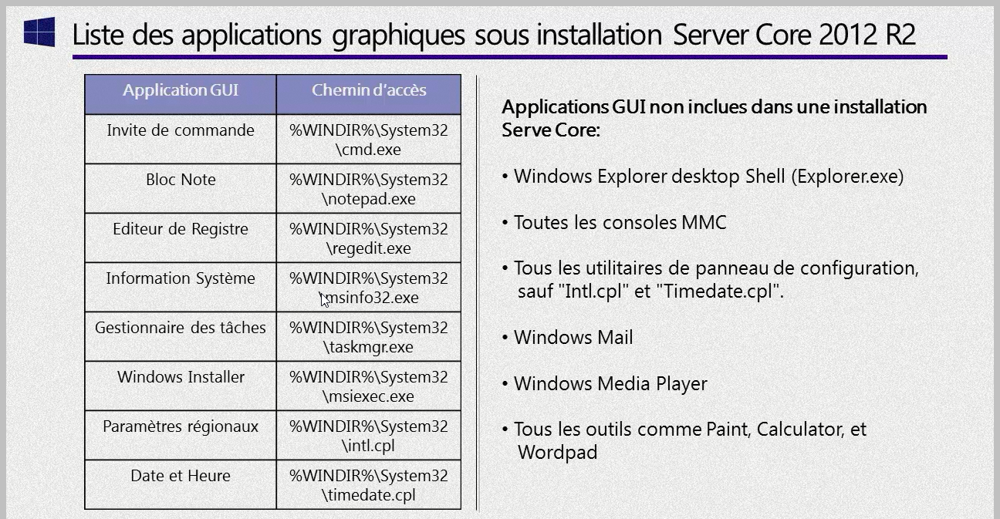 Liste des applications graphiques sous installation Server Core 2012 R2
Application GUI
Chemin d'accès
Invite de commande
%WINDIR%\System32
\cmd.exe
Bloc Note
%WINDIR%\System32
\notepad.exe
Editeur de Registre
%WINDIR%\System32
\regedit.exe
Information Système
%WINDIR%\System32
\msinfo32.exe
Gestionnaire des tâches
%WINDIR%\System32
\taskmgr.exe
Windows Installer
%WINDIR%\System32
\msiexec.exe
Paramètres régionaux
%WINDIR%\System32
\intl.cpl
Date et Heure
%WINDIR%\System32
\timedate.cpl
Applications GUI non inclues dans une installation
Serve Core:
• Windows Explorer desktop Shell (Explorer.exe)
• Toutes les consoles MMC
• Tous les utilitaires de panneau de configuration,
sauf "Intl.cpl" et "Timedate.cpl".
• Windows Mail
• Windows Media Player
• Tous les outils comme Paint, Calculator, et
Wordpad